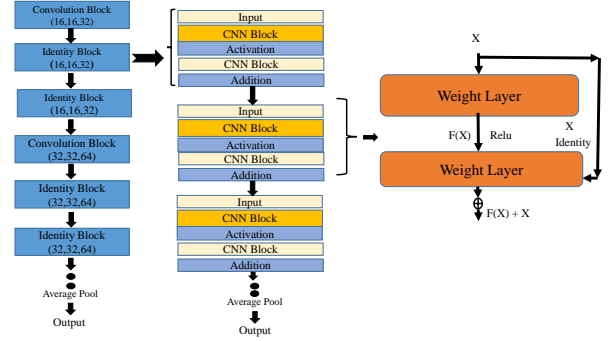 Convolution Block
(16,16,32)
Identity Block
(16,16,32)
Identity Block
(16,16,32)
Convolution Block
(32,32,64)
Identity Block
(32,32,64)
Identity Block
(32,32,64)
Average Pool
Output
Input
CNN Block
Activation
CNN Block
Addition
Input
CNN Block
Activation
CNN Block
Addition
Input
CNN Block
Activation
CNN Block
Addition
Average Pool
Output
X
Weight Layer
F(X) Relu
X
Identity
Weight Layer
F(X) + X